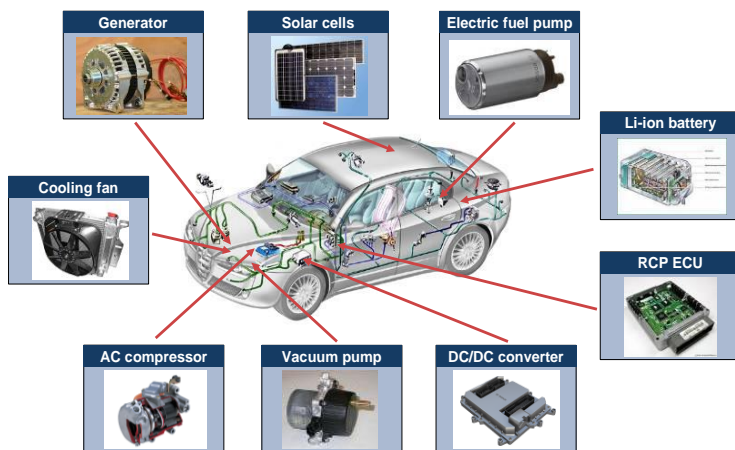 Generator
Solar cells
Electric fuel pump
Li-ion battery
Cooling fan
RCP ECU
AC compressor
Vacuum pump
DC/DC converter